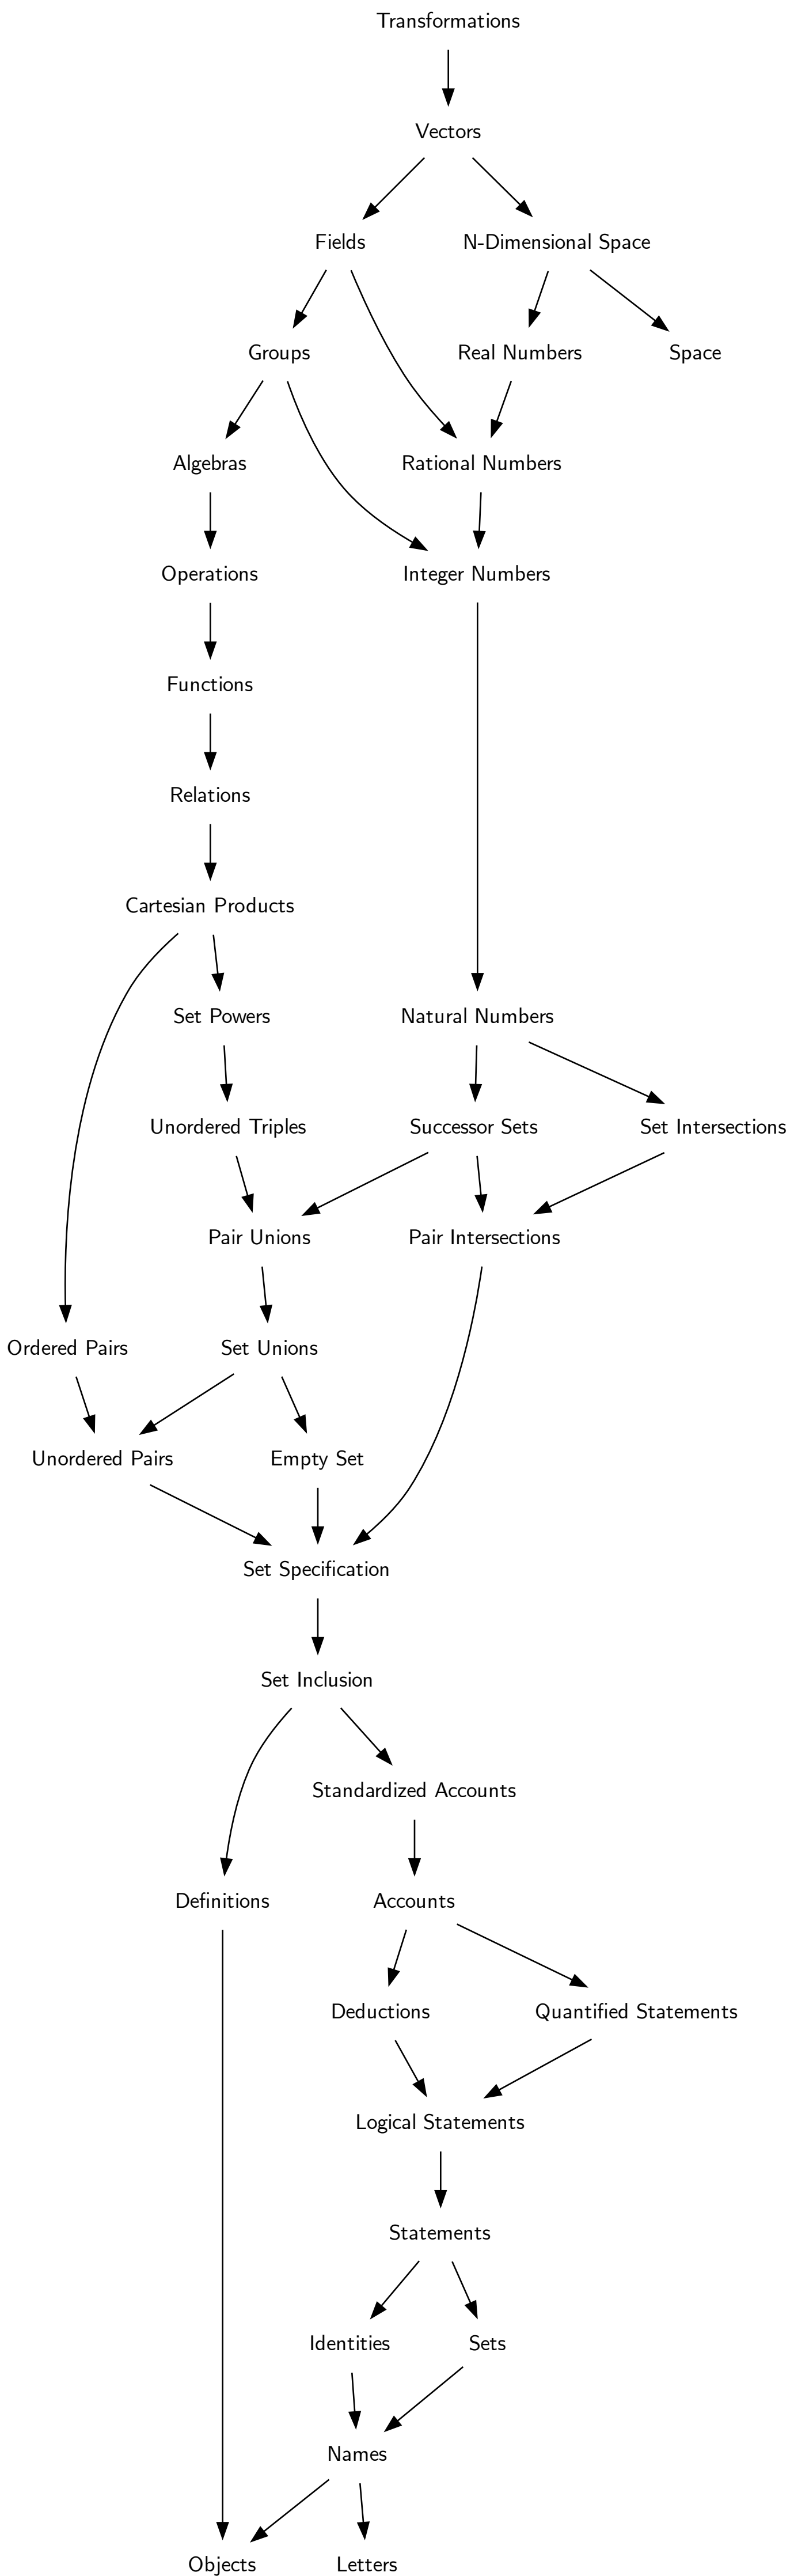 Transformations
Vectors
Fields
N-Dimensional Space
Groups
Real Numbers
Space
Algebras
Rational Numbers
Operations
Integer Numbers
Functions
Relations
Cartesian Products
Set Powers
Natural Numbers
Unordered Triples
Successor Sets
Set Intersections
Pair Unions
Pair Intersections
Ordered Pairs
Set Unions
Unordered Pairs
Empty Set
Set Specification
Set Inclusion
Standardized Accounts
Definitions
Accounts
Deductions
Quantified Statements
Logical Statements
Statements
Identities
Sets
Names
Objects
Letters